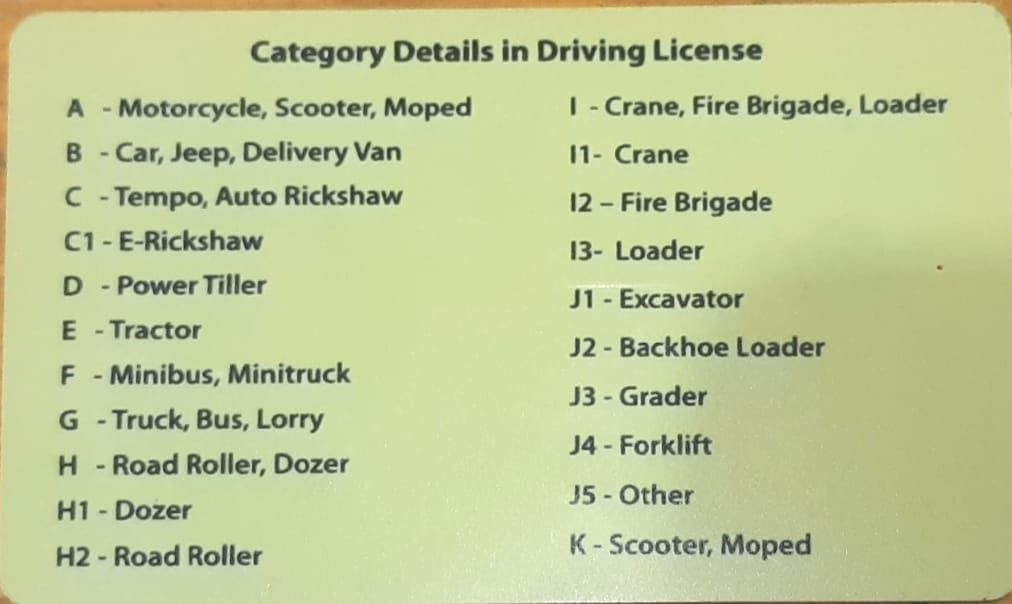 Category Details in Driving License
A - Motorcycle, Scooter, Moped
B - Car, Jeep, Delivery Van
C - Tempo, Auto Rickshaw
C1 - E-Rickshaw
D - Power Tiller
E - Tractor
F - Minibus, Minitruck
G - Truck, Bus, Lorry
H - Road Roller, Dozer
H1 - Dozer
H2 - Road Roller
I - Crane, Fire Brigade, Loader
I1- Crane
I2 – Fire Brigade
I3- Loader
J1 - Excavator
J2 - Backhoe Loader
J3 - Grader
J4 - Forklift
J5 - Other
K - Scooter, Moped